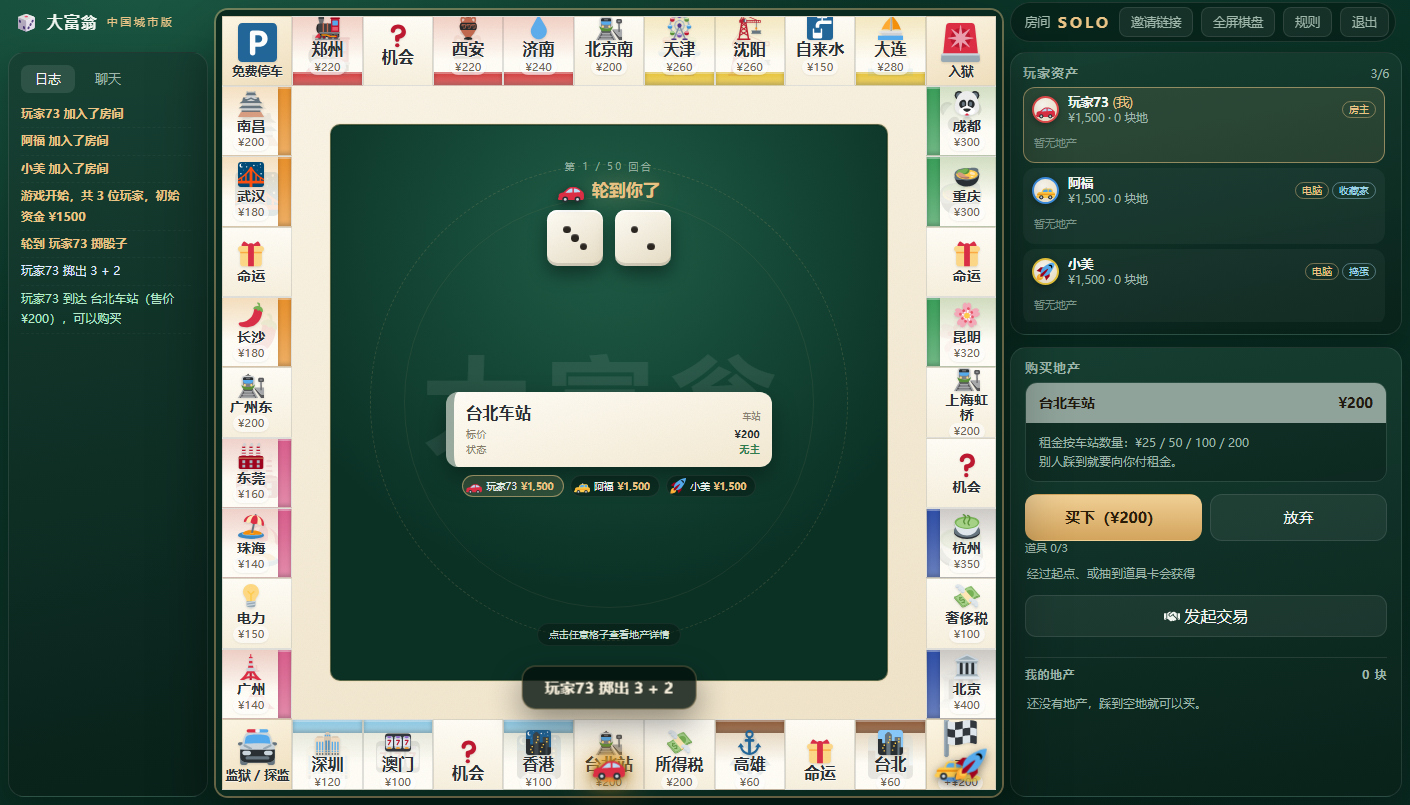 大富翁 中国城市版
日志 聊天
玩家73 加入了房间
阿福 加入了房间
小美 加入了房间
游戏开始，共 3 位玩家，初始
资金 ¥1500
轮到 玩家73 掷骰子
玩家73 掷出 3 + 2
玩家73 到达 台北车站（售价
¥200），可以购买
P
免费停车
郑州
¥220
机会
西安
¥220
济南
¥240
北京南
¥200
天津
¥260
沈阳
¥260
自来水
¥150
大连
¥280
入狱
南昌
¥200
武汉
¥180
命运
长沙
¥180
广州东
¥200
东莞
¥160
珠海
¥140
电力
¥150
广州
¥140
监狱 / 探监
第 1 / 50 回合
轮到你了
大富翁
台北车站 车站
标价 ¥200
状态 无主
玩家73 ¥1,500 阿福 ¥1,500 小美 ¥1,500
点击任意格子查看地产详情
玩家73 掷出 3 + 2
成都
¥300
重庆
¥300
命运
昆明
¥320
上海虹
桥
¥200
机会
杭州
¥350
奢侈税
¥100
北京
¥400
深圳
¥120
澳门
¥100
机会
香港
¥100
¥200
所得税
¥200
高雄
¥60
命运
台北
¥60
+¥200
房间 SOLO 邀请链接 全屏棋盘 规则 退出
玩家资产 3/6
玩家73 (我) 房主
¥1,500 · 0 块地
暂无地产
阿福 电脑 收藏家
¥1,500 · 0 块地
暂无地产
小美 电脑 捣蛋
¥1,500 · 0 块地
暂无地产
购买地产
台北车站 ¥200
租金按车站数量：¥25 / 50 / 100 / 200
别人踩到就要向你付租金。
买下（¥200） 放弃
道具 0/3
经过起点、或抽到道具卡会获得
发起交易
我的地产 0 块
还没有地产，踩到空地就可以买。